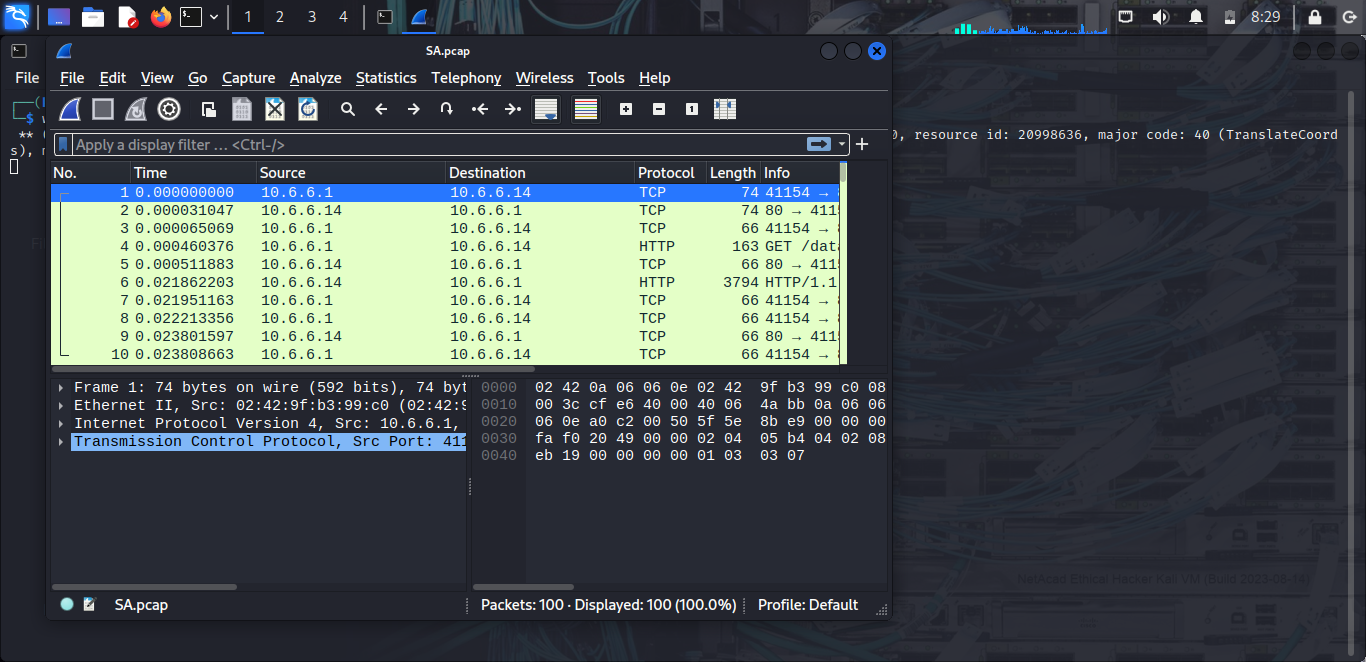 1 2 3 4 8:29
SA.pcap
File
File Edit View Go Capture Analyze Statistics Telephony Wireless Tools Help
Apply a display filter … <Ctrl-/>
0, resource id: 20998636, major code: 40 (TranslateCoord
s),
No. Time Source Destination Protocol Length Info
1 0.000000000 10.6.6.1 10.6.6.14 TCP 74 41154 →
2 0.000031047 10.6.6.14 10.6.6.1 TCP 74 80 → 411
3 0.000065069 10.6.6.1 10.6.6.14 TCP 66 41154 →
4 0.000460376 10.6.6.1 10.6.6.14 HTTP 163 GET /data
5 0.000511883 10.6.6.14 10.6.6.1 TCP 66 80 → 411
6 0.021862203 10.6.6.14 10.6.6.1 HTTP 3794 HTTP/1.1
7 0.021951163 10.6.6.1 10.6.6.14 TCP 66 41154 →
8 0.022213356 10.6.6.1 10.6.6.14 TCP 66 41154 →
9 0.023801597 10.6.6.14 10.6.6.1 TCP 66 80 → 4115
10 0.023808663 10.6.6.1 10.6.6.14 TCP 66 41154 →
Frame 1: 74 bytes on wire (592 bits), 74 byt
Ethernet II, Src: 02:42:9f:b3:99:c0 (02:42:9
Internet Protocol Version 4, Src: 10.6.6.1,
Transmission Control Protocol, Src Port: 411
0000 02 42 0a 06 06 0e 02 42 9f b3 99 c0 08
0010 00 3c cf e6 40 00 40 06 4a bb 0a 06 06
0020 06 0e a0 c2 00 50 5f 5e 8b e9 00 00 00
0030 fa f0 20 49 00 00 02 04 05 b4 04 02 08
0040 eb 19 00 00 00 00 01 03 03 07
NetAcad Ethical Hacker Kali VM (Build 2023-08-14)
SA.pcap Packets: 100 · Displayed: 100 (100.0%) Profile: Default